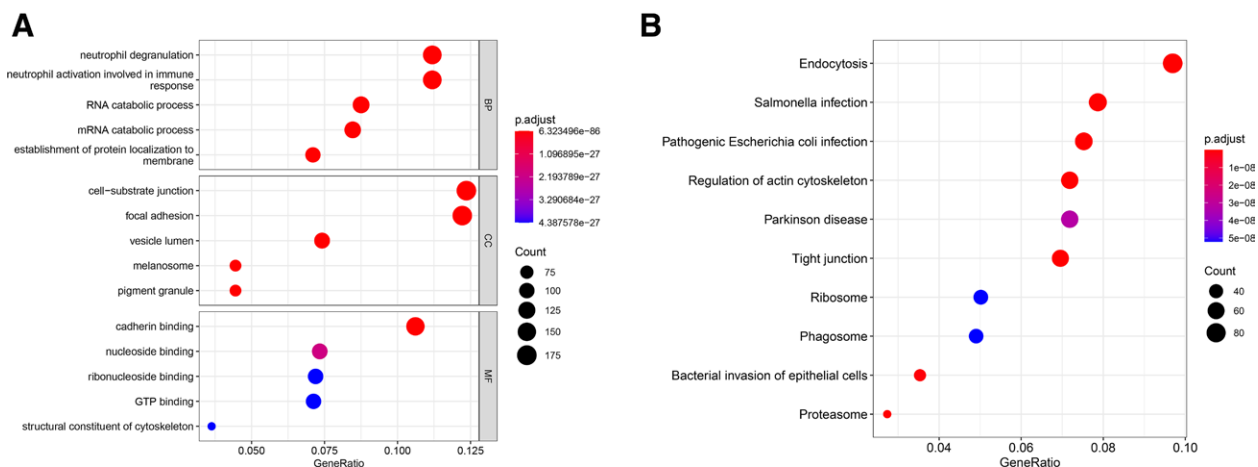 A
neutrophil degranulation
neutrophil activation involved in immune
response
RNA catabolic process
mRNA catabolic process
establishment of protein localization to
membrane
BP
cell-substrate junction
focal adhesion
vesicle lumen
melanosome
pigment granule
CC
cadherin binding
nucleoside binding
ribonucleoside binding
GTP binding
structural constituent of cytoskeleton
MF
0.050 0.075 0.100 0.125
GeneRatio
p.adjust
6.323496e-86
1.096895e-27
2.193789e-27
3.290684e-27
4.387578e-27
Count
75
100
125
150
175
B
Endocytosis
Salmonella infection
Pathogenic Escherichia coli infection
Regulation of actin cytoskeleton
Parkinson disease
Tight junction
Ribosome
Phagosome
Bacterial invasion of epithelial cells
Proteasome
0.04 0.06 0.08 0.10
GeneRatio
p.adjust
1e-08
2e-08
3e-08
4e-08
5e-08
Count
40
60
80